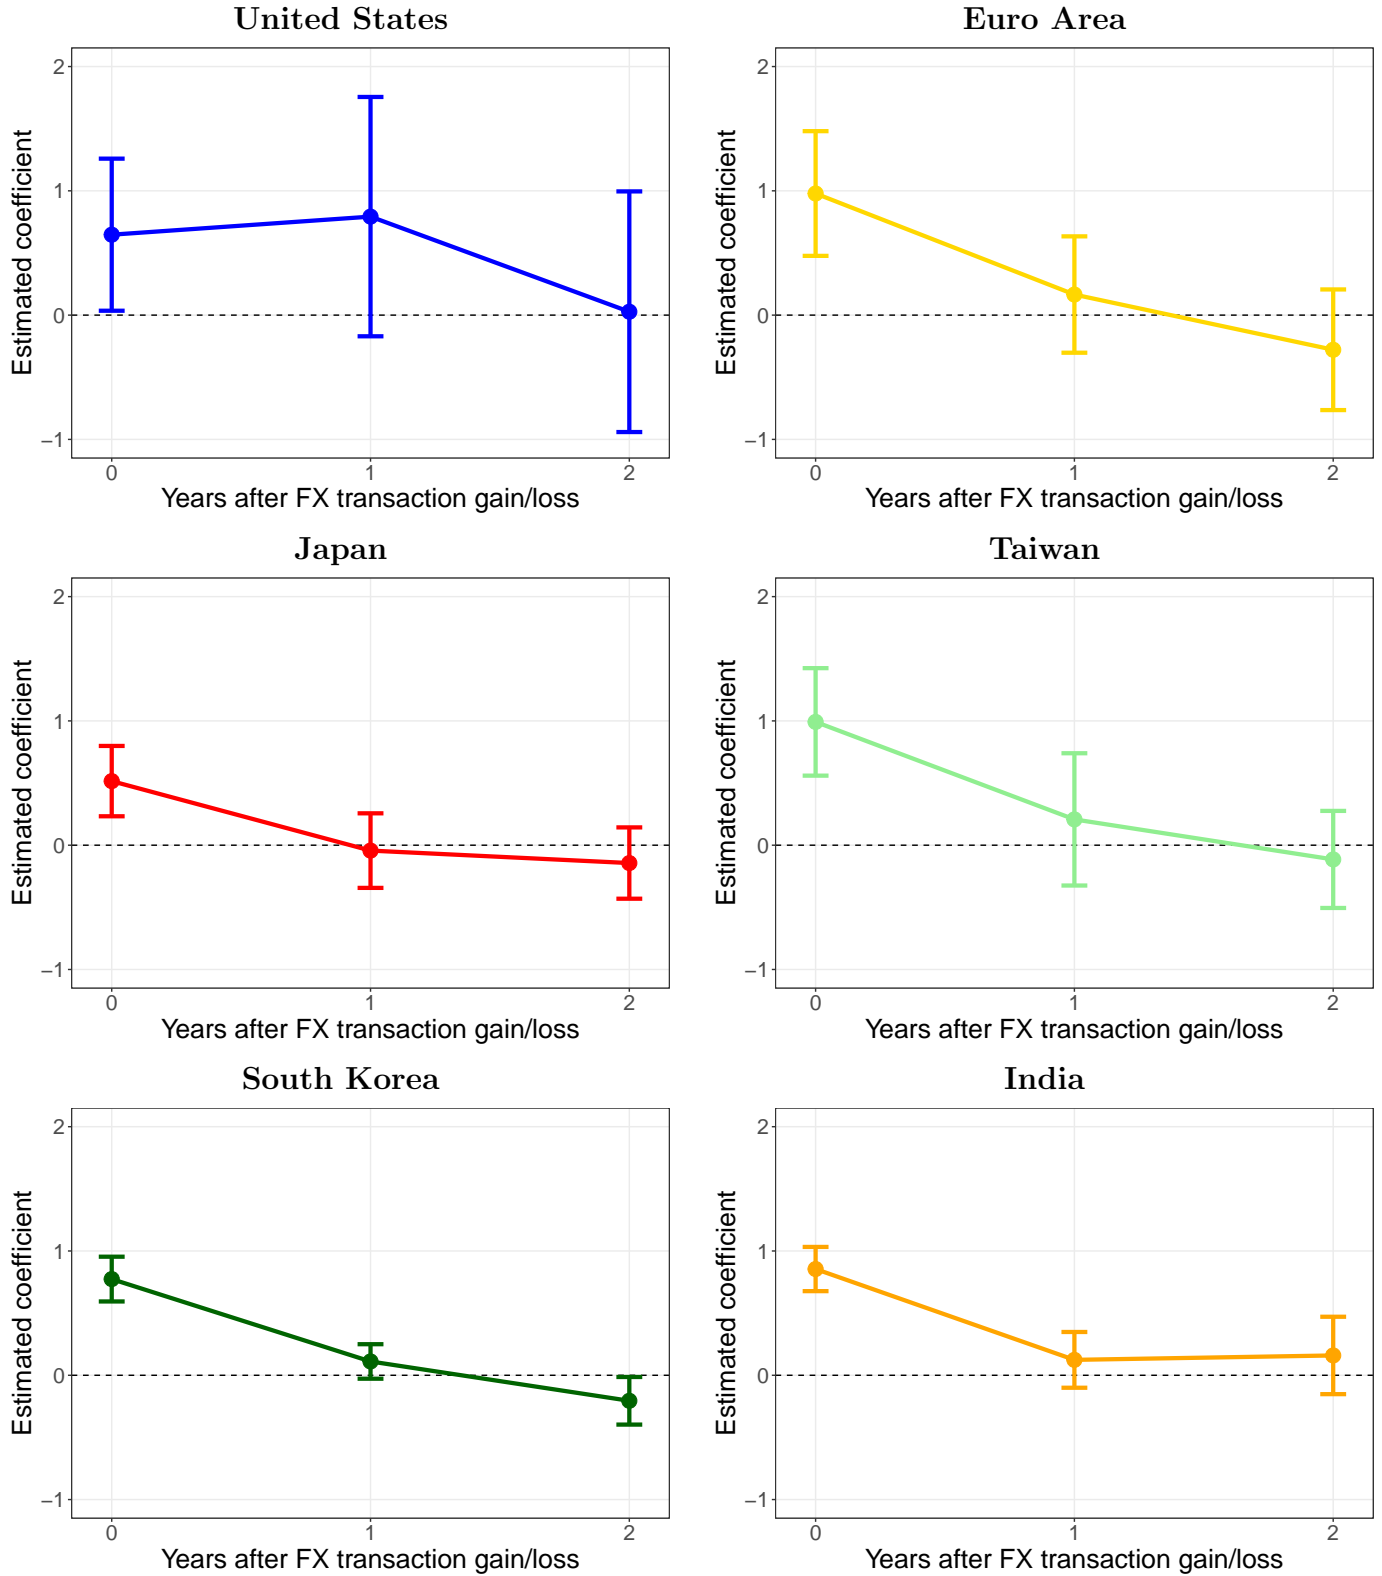 United States
Estimated coefficient
2
1
0
−1
0 1 2
Years after FX transaction gain/loss
Euro Area
Estimated coefficient
2
1
0
−1
0 1 2
Years after FX transaction gain/loss
Japan
Estimated coefficient
2
1
0
−1
0 1 2
Years after FX transaction gain/loss
Taiwan
Estimated coefficient
2
1
0
−1
0 1 2
Years after FX transaction gain/loss
South Korea
Estimated coefficient
2
1
0
−1
0 1 2
Years after FX transaction gain/loss
India
Estimated coefficient
2
1
0
−1
0 1 2
Years after FX transaction gain/loss